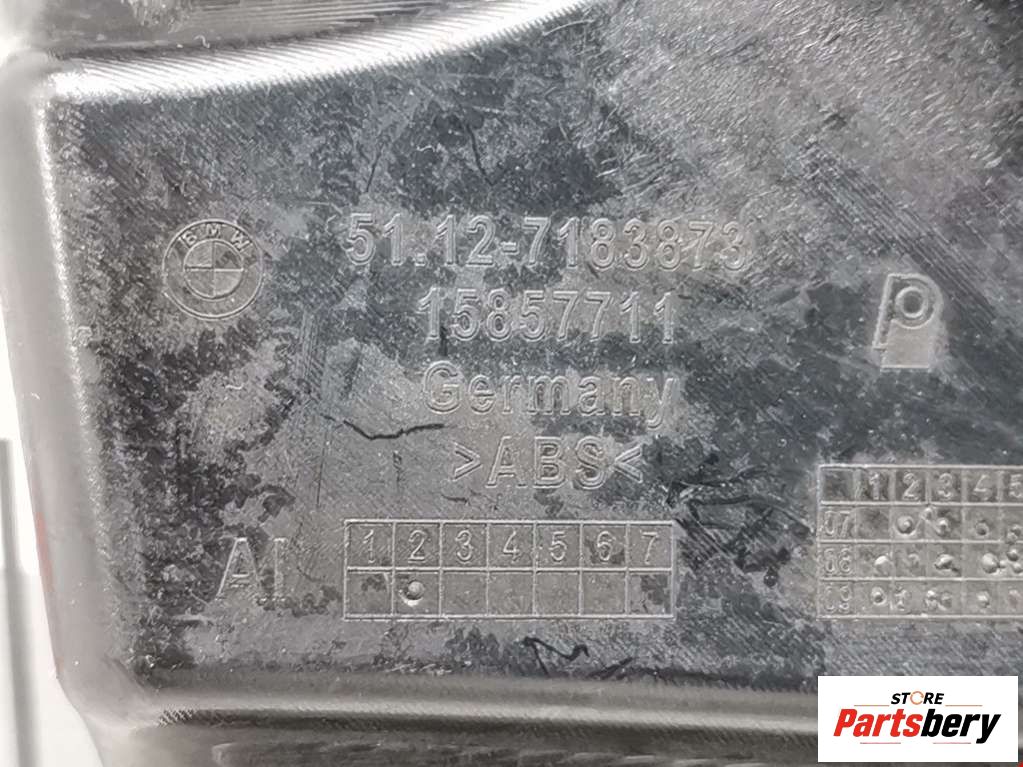 BMW
51.12-7183873
15857711
Germany
>ABS<
AI
1 2 3 4 5 6 7
1 2 3 4 5
07
08
09
STORE
Partsbery